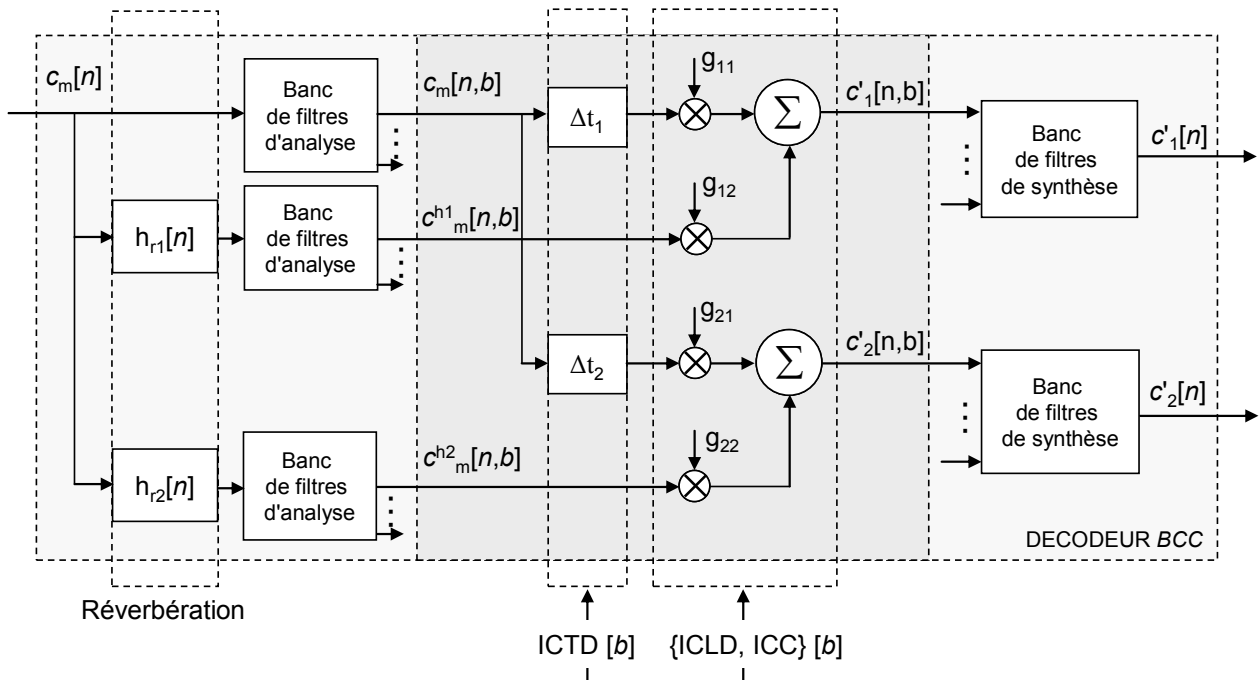 c_m[n]
Banc
de filtres
d'analyse
c_m[n,b]
Δt_1
g_11
Σ
c'_1[n,b]
Banc
de filtres
de synthèse
c'_1[n]
h_r1[n]
Banc
de filtres
d'analyse
c^h1_m[n,b]
g_12
Δt_2
g_21
Σ
c'_2[n,b]
Banc
de filtres
de synthèse
c'_2[n]
h_r2[n]
Banc
de filtres
d'analyse
c^h2_m[n,b]
g_22
DECODEUR BCC
Réverbération
ICTD [b]
{ICLD, ICC} [b]